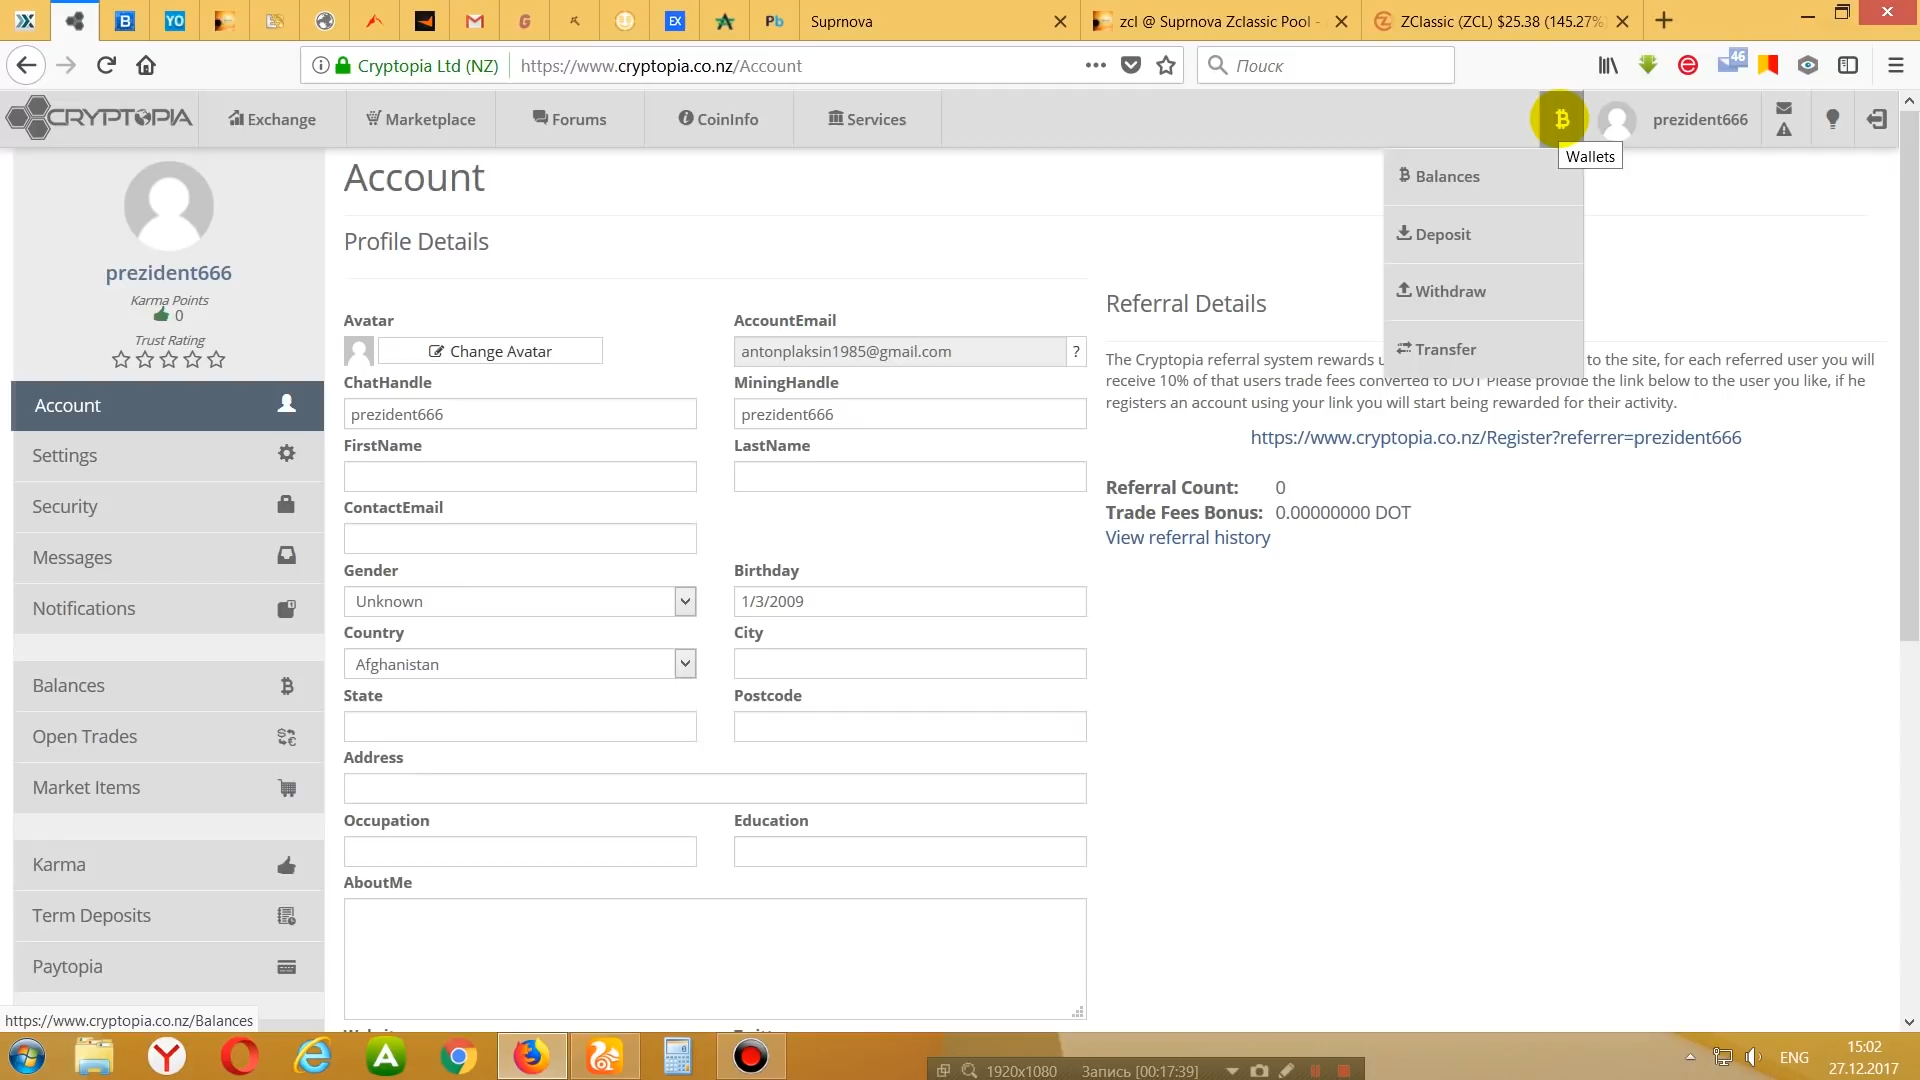 Suprnova
zcl @ Suprnova Zclassic Pool -
ZClassic (ZCL) $25.38 (145.27%
B
YO
G
EX
Pb
Cryptopia Ltd (NZ)
https://www.cryptopia.co.nz/Account
Поиск
46
CRYPTOPIA
Exchange
Marketplace
Forums
CoinInfo
Services
prezident666
Wallets
Balances
Deposit
Withdraw
Transfer
prezident666
Karma Points
0
Trust Rating
Account
Settings
Security
Messages
Notifications
Balances
Open Trades
Market Items
Karma
Term Deposits
Paytopia
https://www.cryptopia.co.nz/Balances
Account
Profile Details
Avatar
Change Avatar
AccountEmail
antonplaksin1985@gmail.com
?
ChatHandle
prezident666
MiningHandle
prezident666
FirstName
LastName
ContactEmail
Gender
Unknown
Birthday
1/3/2009
Country
Afghanistan
City
State
Postcode
Address
Occupation
Education
AboutMe
Referral Details
The Cryptopia referral system rewards u to the site, for each referred user you will
receive 10% of that users trade fees converted to DOT Please provide the link below to the user you like, if he
registers an account using your link you will start being rewarded for their activity.
https://www.cryptopia.co.nz/Register?referrer=prezident666
Referral Count: 0
Trade Fees Bonus: 0.00000000 DOT
View referral history
1920x1080
Запись [00:17:39]
ENG
15:02
27.12.2017